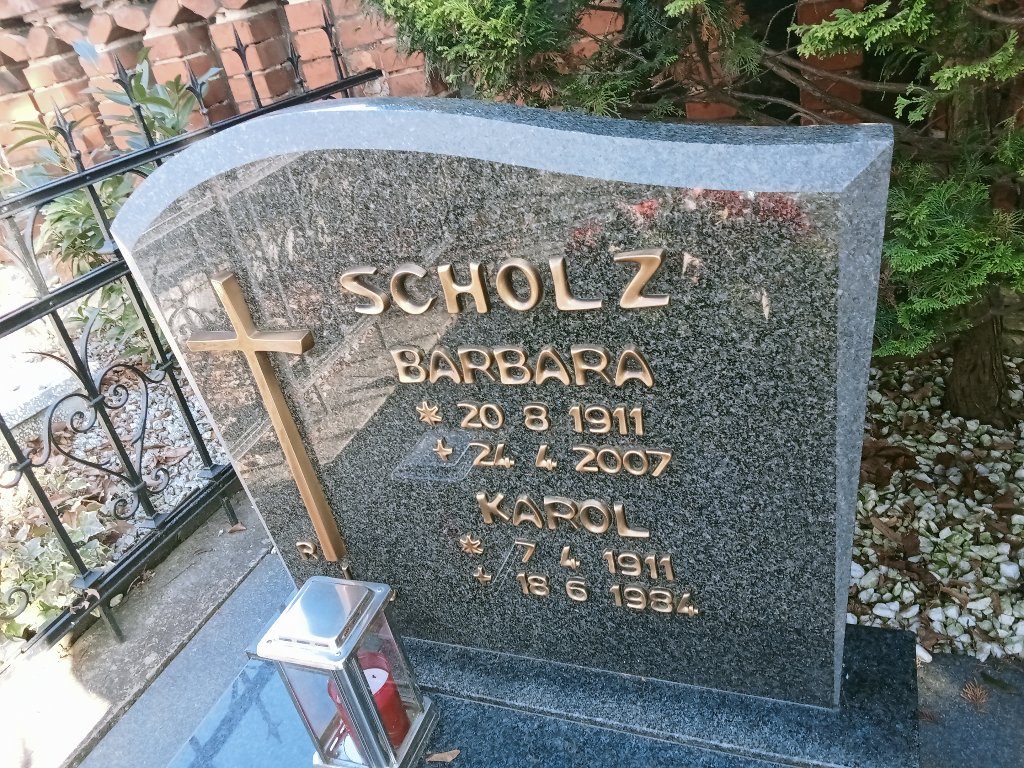 SCHOLZ
BARBARA
* 20 8 1911
+ 24 4 2007
KAROL
* 7 4 1911
+ 18 6 1984
R